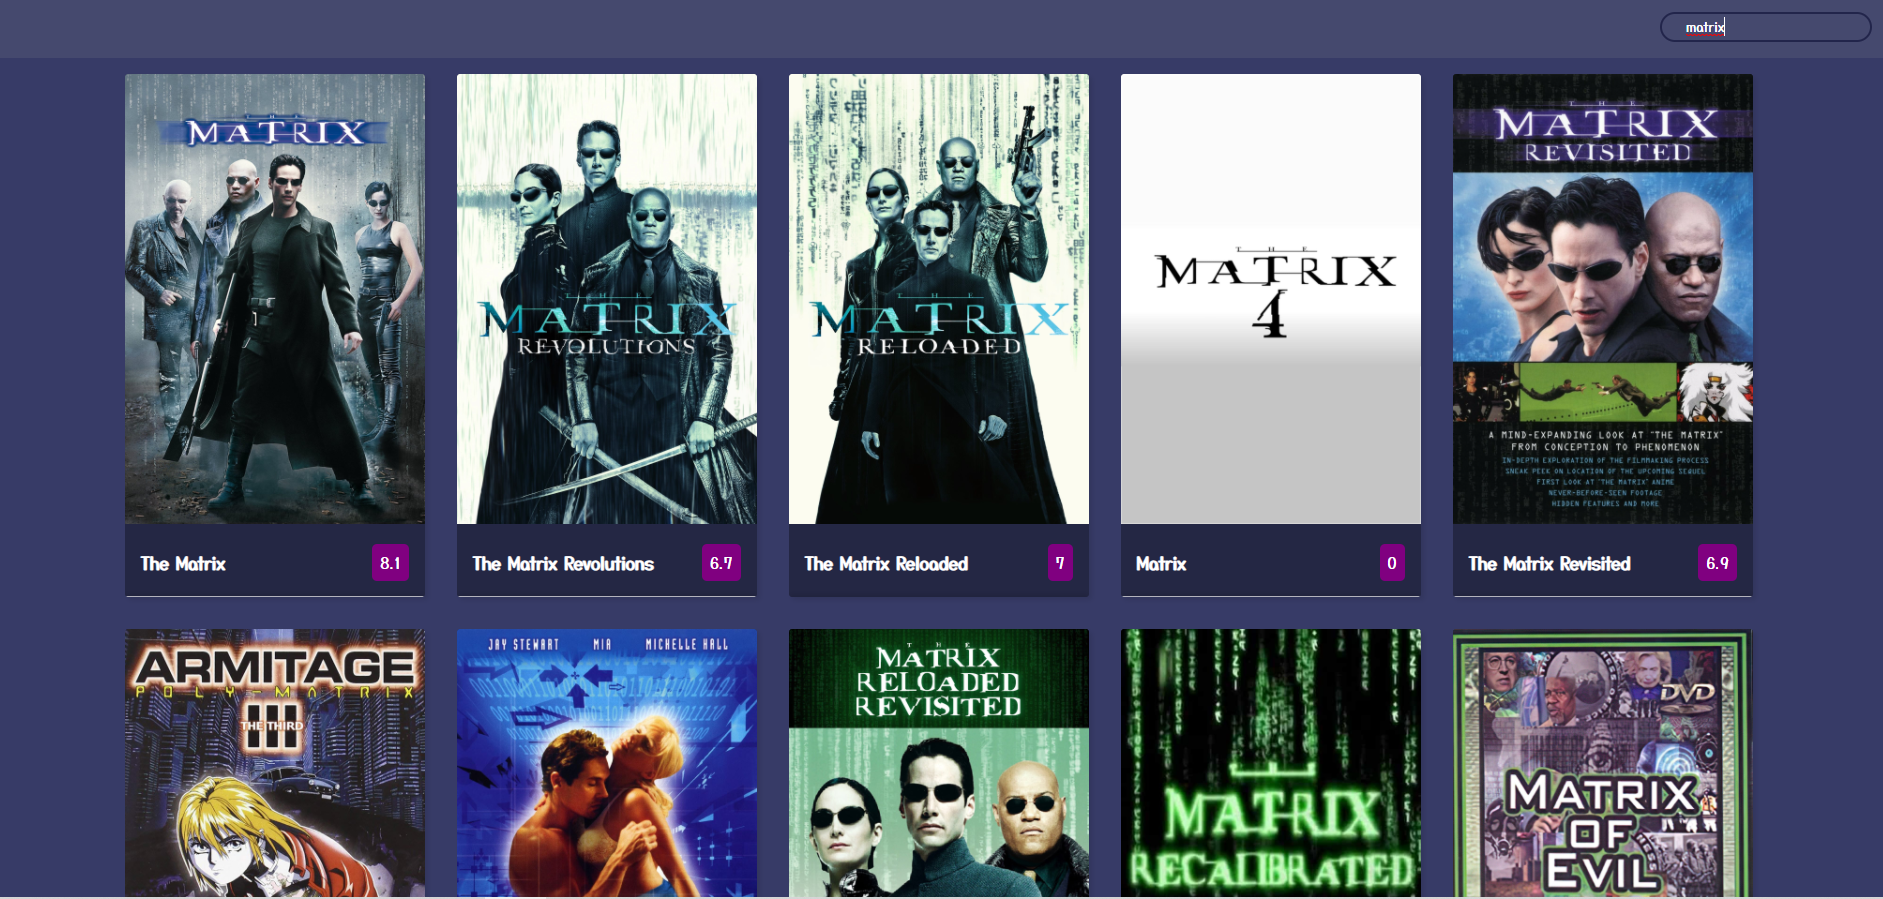 matrix
THE
MATRIX
THE
MATRIX
REVOLUTIONS
THE
MATRIX
RELOADED
THE
MATRIX
4
THE
MATRIX
REVISITED
A MIND-EXPANDING LOOK AT "THE MATRIX"
FROM CONCEPTION TO PHENOMENON
IN-DEPTH EXPLORATION OF THE FILMMAKING PROCESS
SNEAK PEEK ON LOCATION OF THE UPCOMING SEQUEL
FIRST LOOK AT "THE MATRIX" ANIME
NEVER-BEFORE-SEEN FOOTAGE
HIDDEN FEATURES AND MORE
The Matrix 8.1
The Matrix Revolutions 6.7
The Matrix Reloaded 7
Matrix 0
The Matrix Revisited 6.9
ARMITAGE
POLY-MATRIX
THE THIRD
III
JAY STEWART MIA MICHELLE HALL
THE
MATRIX
RELOADED
REVISITED
MATRIX
RECALIBRATED
DVD
MATRIX
OF
EVIL